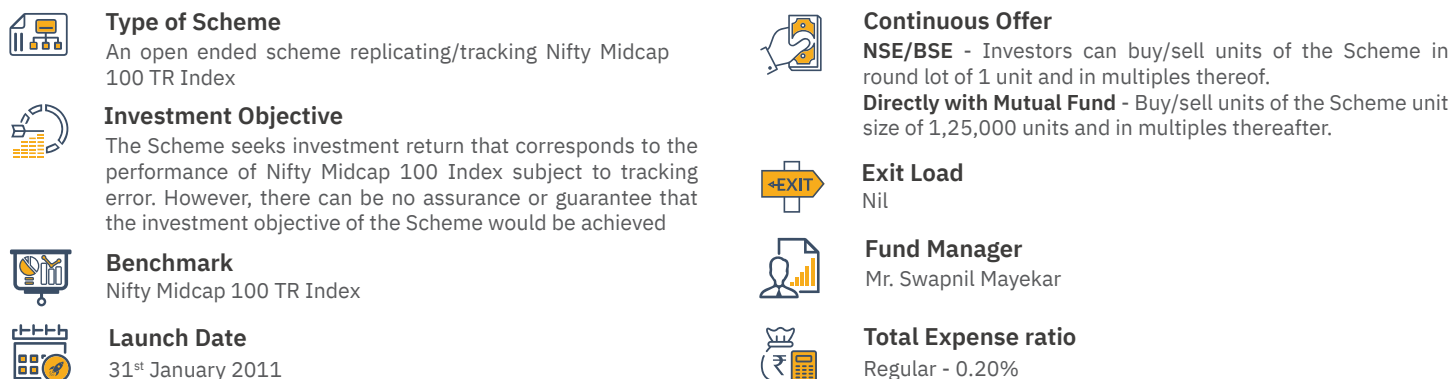 Type of Scheme
An open ended scheme replicating/tracking Nifty Midcap
100 TR Index
Investment Objective
The Scheme seeks investment return that corresponds to the
performance of Nifty Midcap 100 Index subject to tracking
error. However, there can be no assurance or guarantee that
the investment objective of the Scheme would be achieved
Benchmark
Nifty Midcap 100 TR Index
Launch Date
31st January 2011
Continuous Offer
NSE/BSE - Investors can buy/sell units of the Scheme in
round lot of 1 unit and in multiples thereof.
Directly with Mutual Fund - Buy/sell units of the Scheme unit
size of 1,25,000 units and in multiples thereafter.
EXIT
Exit Load
Nil
Fund Manager
Mr. Swapnil Mayekar
₹
Total Expense ratio
Regular - 0.20%